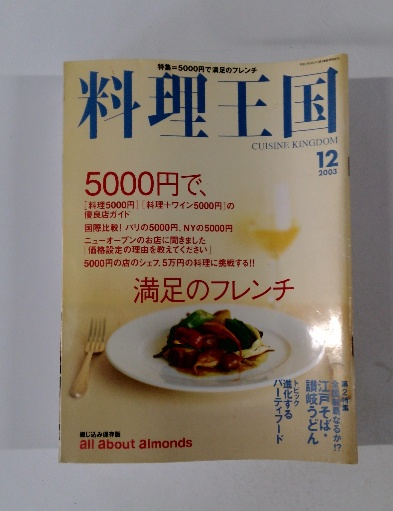 特集=5000円で満足のフレンチ
料理王国
CUISINE KINGDOM
12
2003
5000円で、
[料理5000円][料理+ワイン5000円]の
優良店ガイド
国際比較! パリの5000円、NYの5000円
ニューオープンのお店に聞きました
「価格設定の理由を教えてください」
5000円の店のシェフ、5万円の料理に挑戦する!!
満足のフレンチ
第2特集
江戸そば・
讃岐うどん
トピック
進化する
パーティフード
綴じ込み保存版
all about almonds